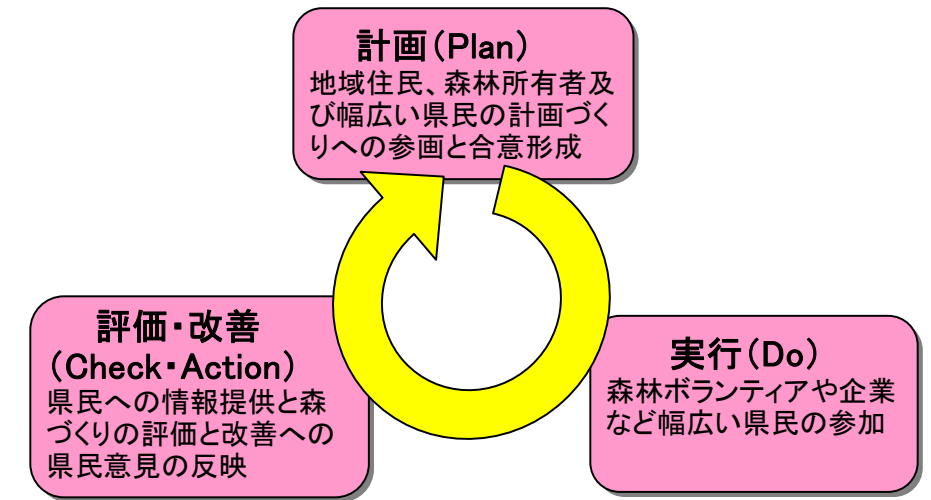 計画(Plan)
地域住民、森林所有者及
び幅広い県民の計画づく
りへの参画と合意形成
評価・改善
(Check・Action)
県民への情報提供と森
づくりの評価と改善への
県民意見の反映
実行(Do)
森林ボランティアや企業
など幅広い県民の参加